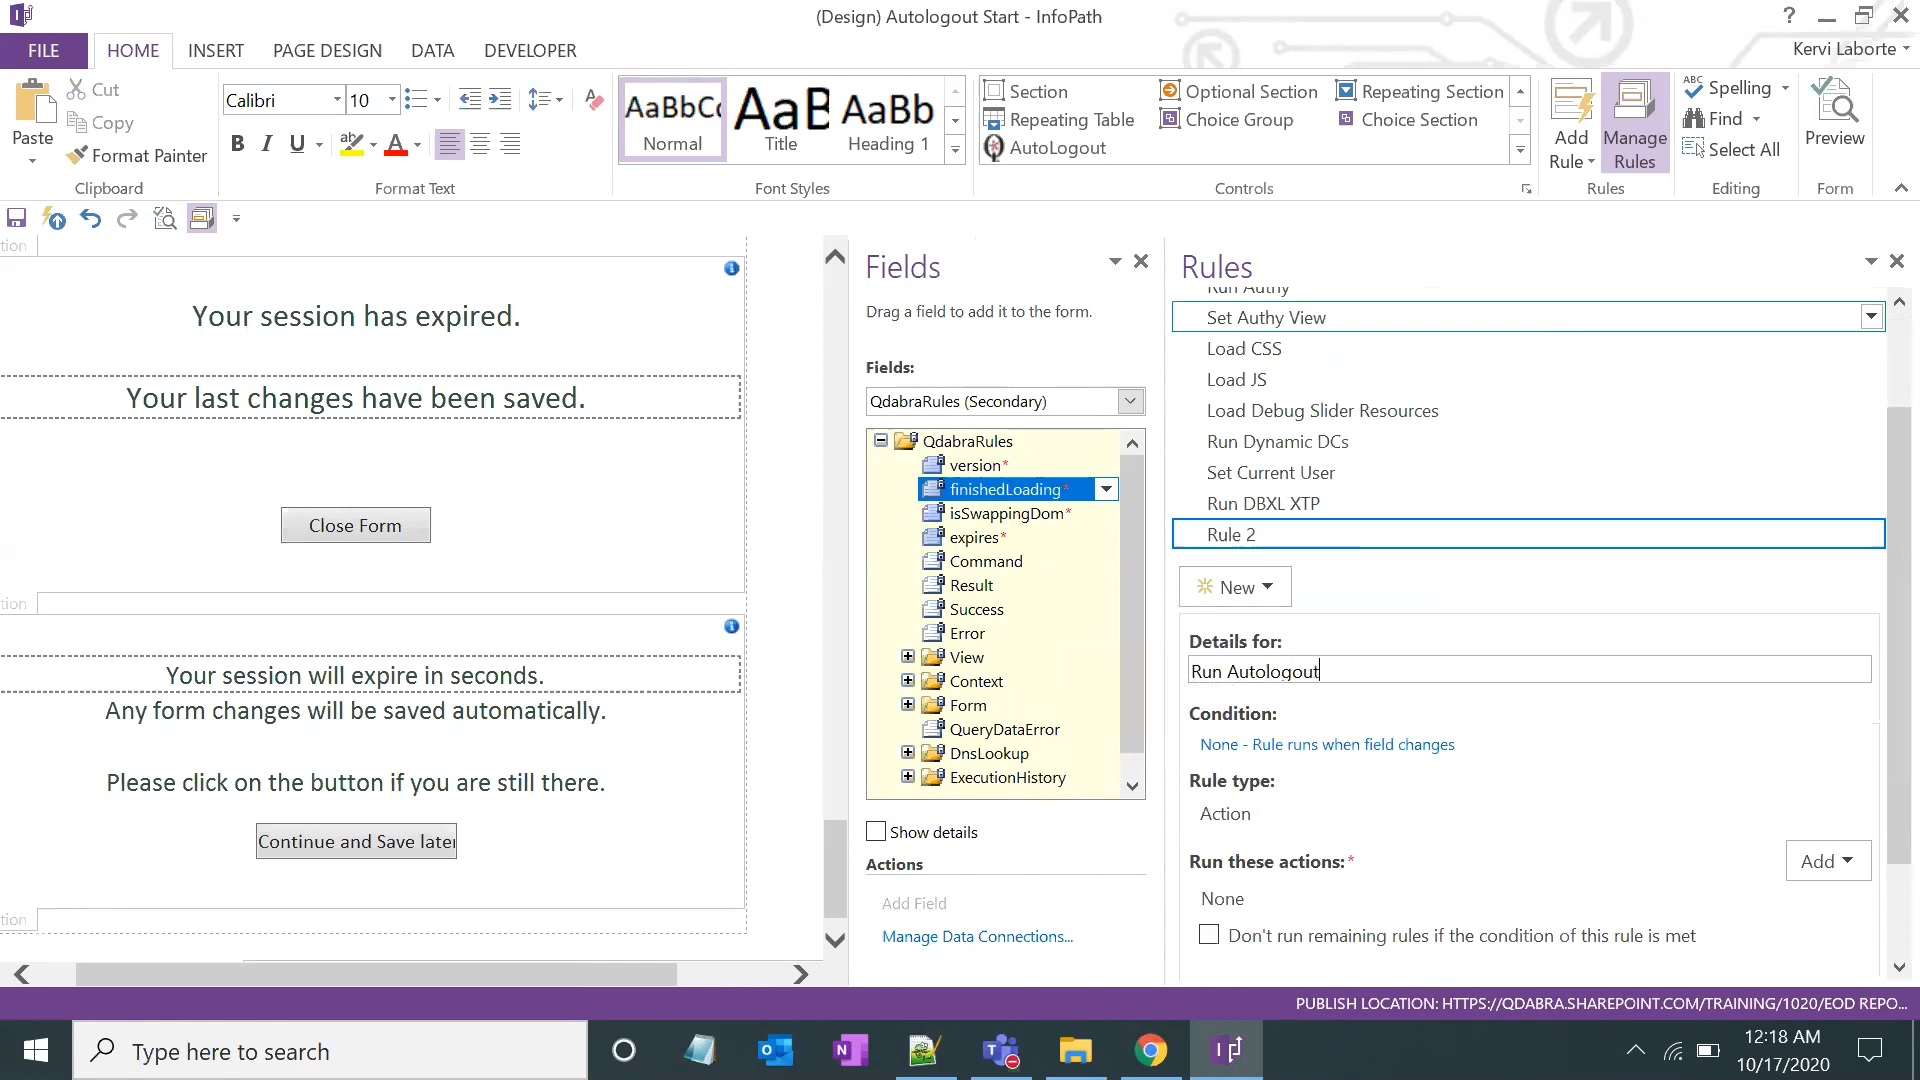 (Design) Autologout Start - InfoPath
FILE
HOME
INSERT
PAGE DESIGN
DATA
DEVELOPER
Kervi Laborte
Paste
Cut
Copy
Format Painter
Clipboard
Calibri
10
B I U
A
Format Text
AaBbCc
Normal
AaB
Title
AaBb
Heading 1
Font Styles
Section
Optional Section
Repeating Section
Repeating Table
Choice Group
Choice Section
AutoLogout
Controls
Add
Rule
Manage
Rules
Rules
ABC
Spelling
Find
Select All
Editing
Preview
Form
tion
Your session has expired.
Your last changes have been saved.
Close Form
tion
Your session will expire in seconds.
Any form changes will be saved automatically.
Please click on the button if you are still there.
Continue and Save later
tion
Fields
Drag a field to add it to the form.
Fields:
QdabraRules (Secondary)
QdabraRules
version*
finishedLoading*
isSwappingDom*
expires*
Command
Result
Success
Error
View
Context
Form
QueryDataError
DnsLookup
ExecutionHistory
Show details
Actions
Add Field
Manage Data Connections...
Rules
Run Authy
Set Authy View
Load CSS
Load JS
Load Debug Slider Resources
Run Dynamic DCs
Set Current User
Run DBXL XTP
Rule 2
New
Details for:
Run Autologout
Condition:
None - Rule runs when field changes
Rule type:
Action
Run these actions:*
Add
None
Don't run remaining rules if the condition of this rule is met
PUBLISH LOCATION: HTTPS://QDABRA.SHAREPOINT.COM/TRAINING/1020/EOD REPO...
Type here to search
12:18 AM
10/17/2020